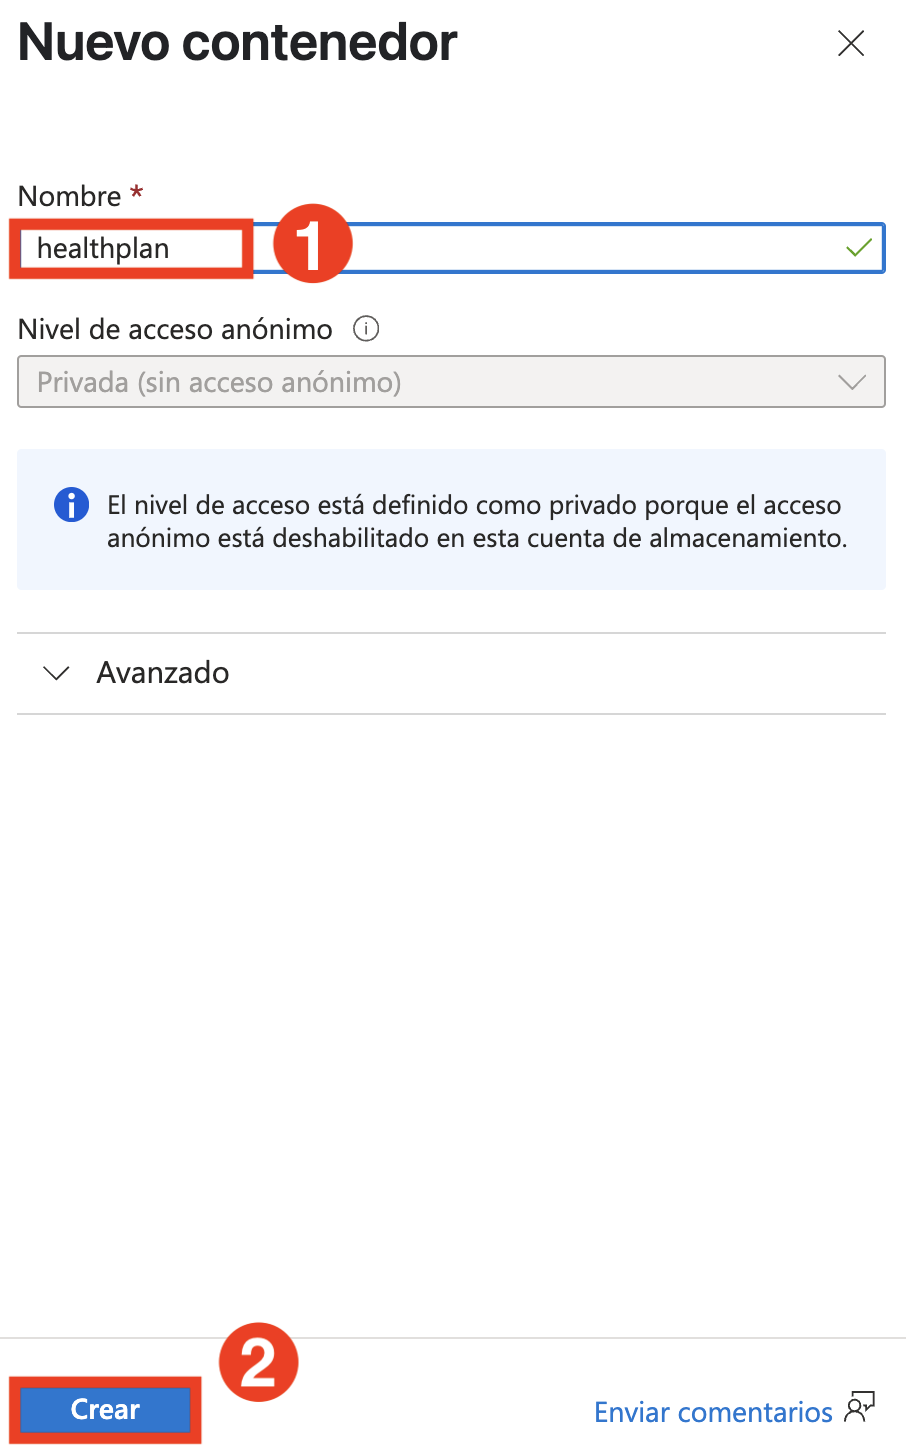 Nuevo contenedor
Nombre *
healthplan
1
Nivel de acceso anónimo
Privada (sin acceso anónimo)
El nivel de acceso está definido como privado porque el acceso
anónimo está deshabilitado en esta cuenta de almacenamiento.
Avanzado
2
Crear
Enviar comentarios